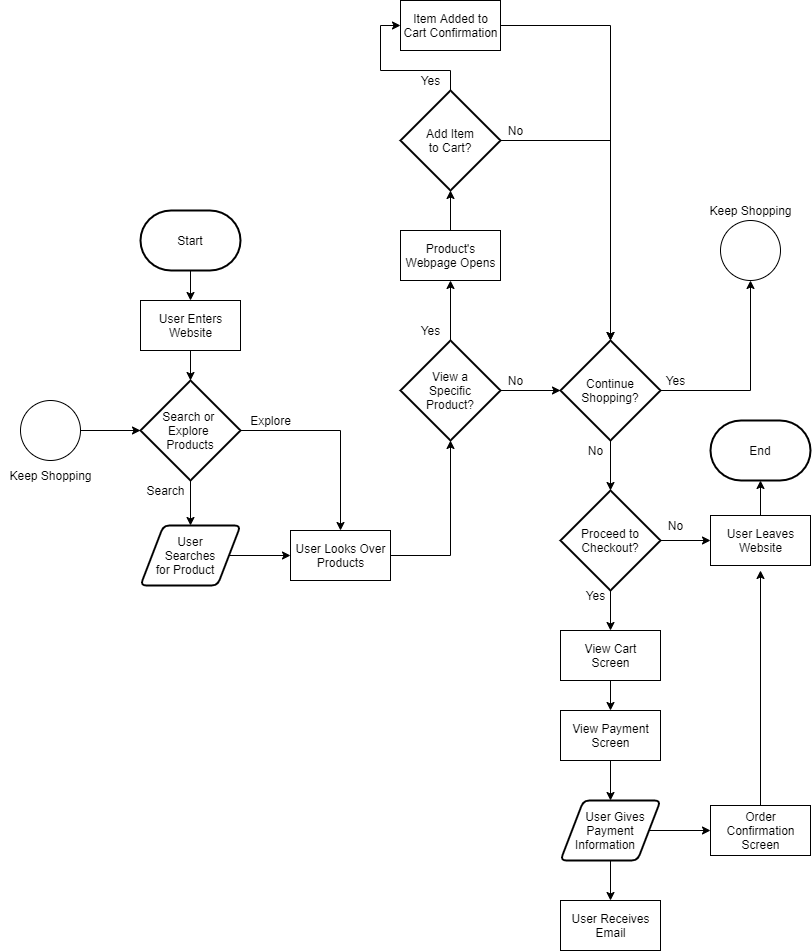 Item Added to
Cart Confirmation
Yes
Add Item
to Cart?
No
Keep Shopping
Start
Product's
Webpage Opens
User Enters
Website
Yes
View a
Specific
Product?
No
Continue
Shopping?
Yes
Search or
Explore
Products
Explore
Keep Shopping
Search
No
End
User
Searches
for Product
User Looks Over
Products
Proceed to
Checkout?
No
User Leaves
Website
Yes
View Cart
Screen
View Payment
Screen
User Gives
Payment
Information
Order
Confirmation
Screen
User Receives
Email